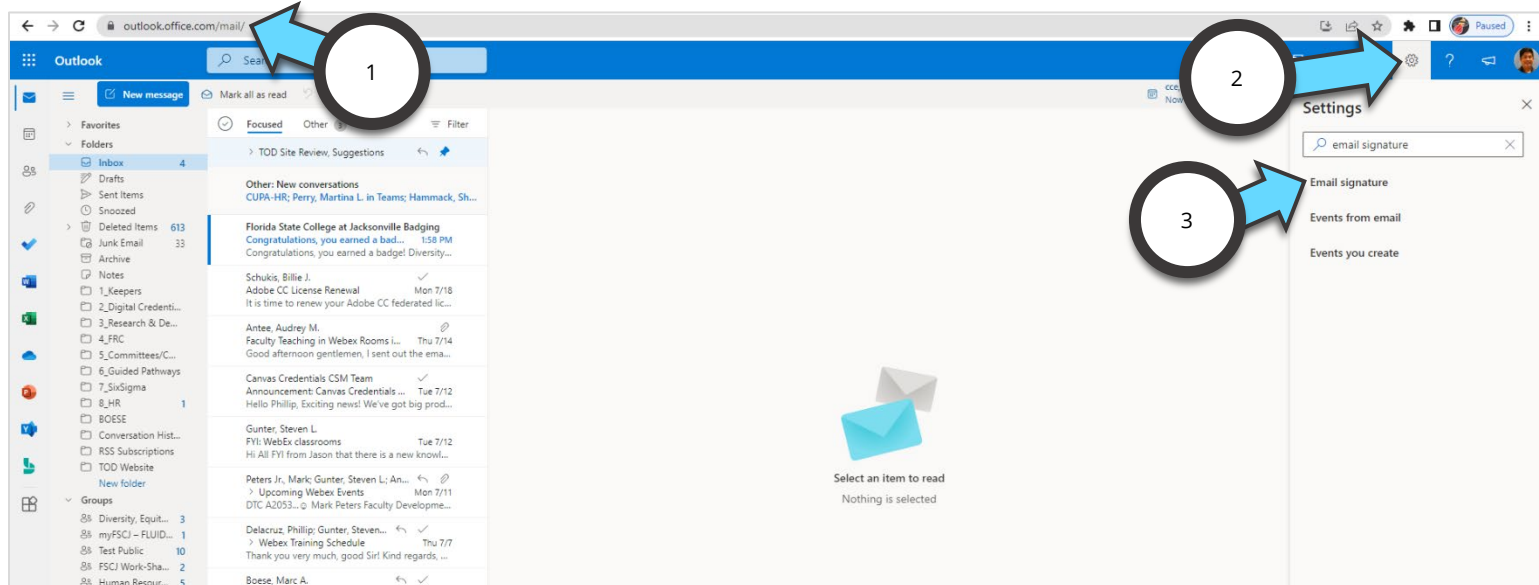 outlook.office.com/mail/
Paused
Outlook
Sea
New message
Mark all as read
1
2
3
Now
Favorites
Folders
Inbox 4
Drafts
Sent Items
Snoozed
Deleted Items 613
Junk Email 33
Archive
Notes
1_Keepers
2_Digital Credenti...
3_Research & De...
4_FRC
5_Committees/C...
6_Guided Pathways
7_SixSigma
8_HR 1
BOESE
Conversation Hist...
RSS Subscriptions
TOD Website
New folder
Groups
Diversity, Equit... 3
myFSCJ – FLUID... 1
Test Public 10
FSCJ Work-Sha... 2
Human Resour... 5
Focused Other Filter
> TOD Site Review, Suggestions
Other: New conversations
CUPA-HR; Perry, Martina L. in Teams; Hammack, Sh...
Florida State College at Jacksonville Badging
Congratulations, you earned a bad... 1:58 PM
Congratulations, you earned a badge! Diversity...
Schukis, Billie J.
Adobe CC License Renewal Mon 7/18
It is time to renew your Adobe CC federated lic...
Antee, Audrey M.
Faculty Teaching in Webex Rooms i... Thu 7/14
Good afternoon gentlemen, I sent out the ema...
Canvas Credentials CSM Team
Announcement: Canvas Credentials ... Tue 7/12
Hello Phillip, Exciting news! We've got big prod...
Gunter, Steven L.
FYI: WebEx classrooms Tue 7/12
Hi All FYI from Jason that there is a new knowl...
Peters Jr., Mark; Gunter, Steven L.; An...
> Upcoming Webex Events Mon 7/11
DTC A2053... Mark Peters Faculty Developme...
Delacruz, Phillip; Gunter, Steven...
> Webex Training Schedule Thu 7/7
Thank you very much, good Sir! Kind regards, ...
Boese, Marc A.
Select an item to read
Nothing is selected
Settings
email signature
Email signature
Events from email
Events you create